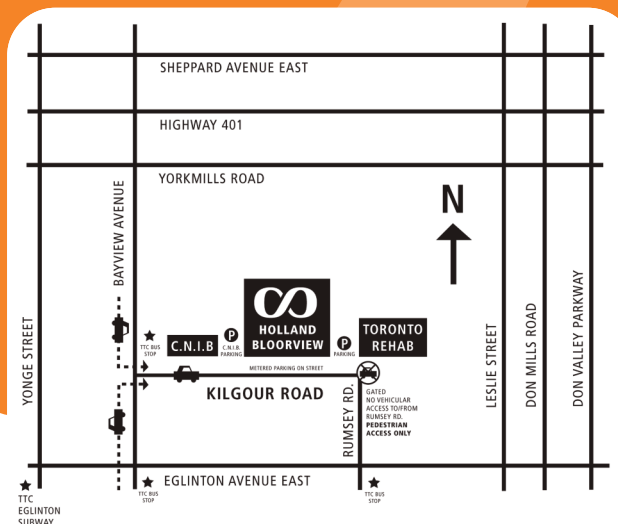 SHEPPARD AVENUE EAST
HIGHWAY 401
YORKMILLS ROAD
N
BAYVIEW AVENUE
YONGE STREET
LESLIE STREET
DON MILLS ROAD
DON VALLEY PARKWAY
TTC BUS
STOP
C.N.I.B
P
C.N.I.B.
PARKING
HOLLAND
BLOORVIEW
P
PARKING
TORONTO
REHAB
METERED PARKING ON STREET
KILGOUR ROAD
RUMSEY RD.
GATED
NO VEHICULAR
ACCESS TO/FROM
RUMSEY RD.
PEDESTRIAN
ACCESS ONLY
EGLINTON AVENUE EAST
TTC
EGLINTON
SUBWAY
TTC BUS
STOP
TTC BUS
STOP